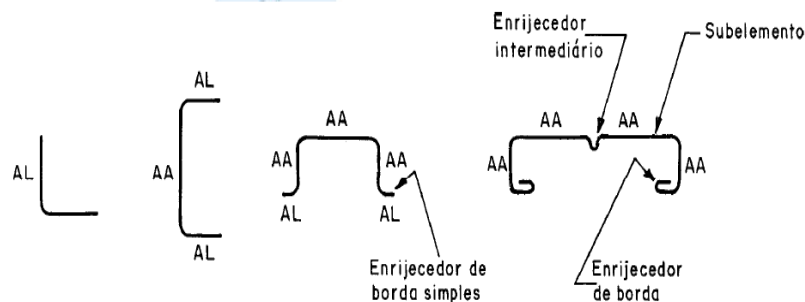 AL
AL
AA
AL
AA
AA
AA
AL
AL
Enrijecedor de
borda simples
Enrijecedor
intermediário
Subelemento
AA
AA
AA
AA
Enrijecedor
de borda